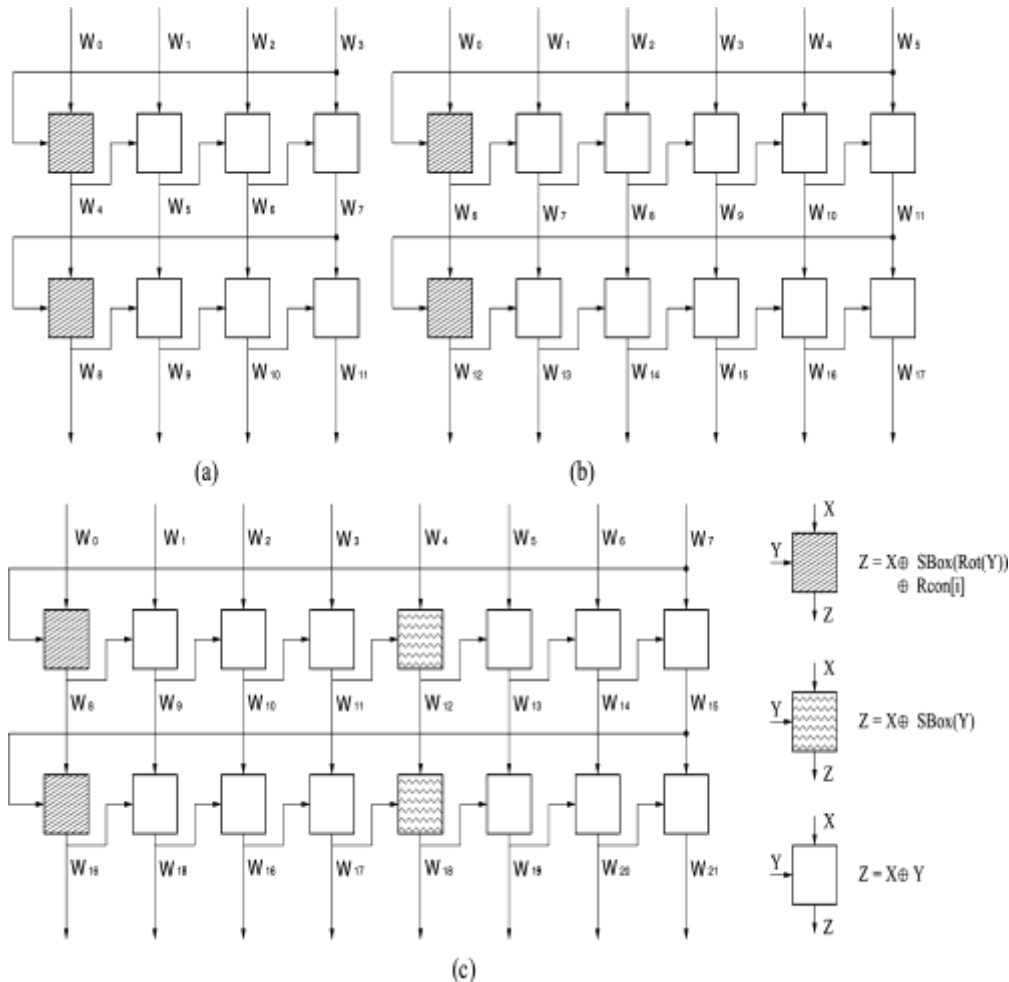 W0 W1 W2 W3 W0 W1 W2 W3 W4 W5
W4 W5 W6 W7 W6 W7 W8 W9 W10 W11
W8 W9 W10 W11 W12 W13 W14 W15 W16 W17
(a) (b)
W0 W1 W2 W3 W4 W5 W6 W7
W8 W9 W10 W11 W12 W13 W14 W15
W16 W18 W16 W17 W18 W19 W20 W21
(c)
X
Y Z = X⊕ SBox(Rot(Y))
⊕ Rcon[i]
Z
X
Y Z = X⊕ SBox(Y)
Z
X
Y Z = X⊕ Y
Z